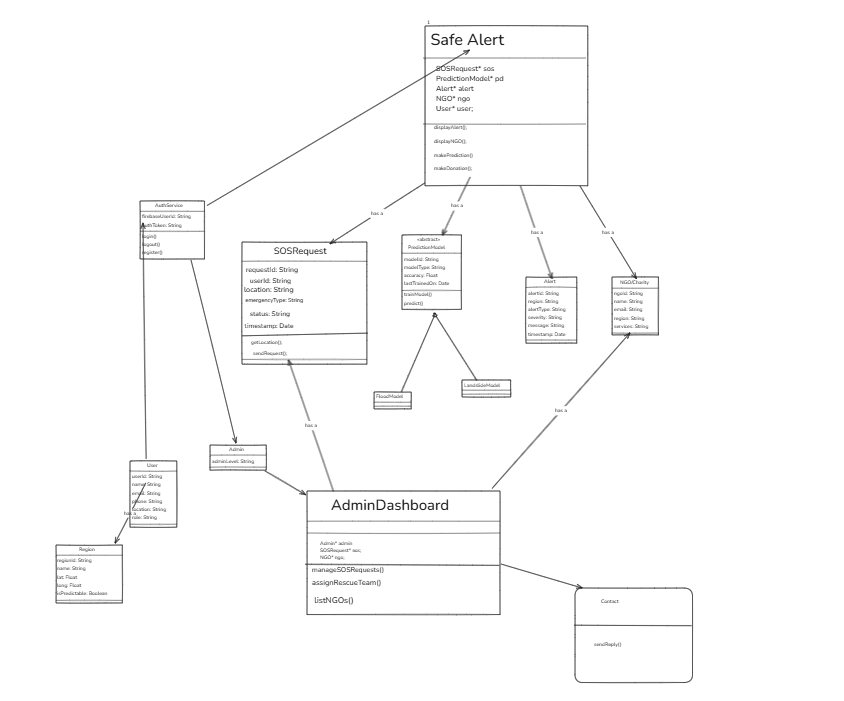 1
Safe Alert
SOSRequest* sos
PredictionModel* pd
Alert* alert
NGO* ngo
User* user;
displayAlert();
displayNGO();
makePrediction()
makeDonation();
has a
has a
has a
has a
AuthService
firebaseUserId: String
authToken: String
login()
logout()
register()
SOSRequest
requestId: String
userId: String
location: String
emergencyType: String
status: String
timestamp: Date
getLocation();
sendRequest();
<abstract>
PredictionModel
modelId: String
modelType: String
accuracy: Float
lastTrainedOn: Date
trainModel()
predict()
Alert
alertId: String
region: String
alertType: String
severity: String
message: String
timestamp: Date
NGO/Charity
ngoId: String
name: String
email: String
region: String
services: String
FloodModel
LandslideModel
has a
has a
Admin
adminLevel: String
User
userId: String
name: String
email: String
phone: String
location: String
role: String
has a
Region
regionId: String
name: String
lat: Float
long: Float
isPredictable: Boolean
AdminDashboard
Admin* admin
SOSRequest* sos;
NGO* ngo;
manageSOSRequests()
assignRescueTeam()
listNGOs()
Contact
sendReply()